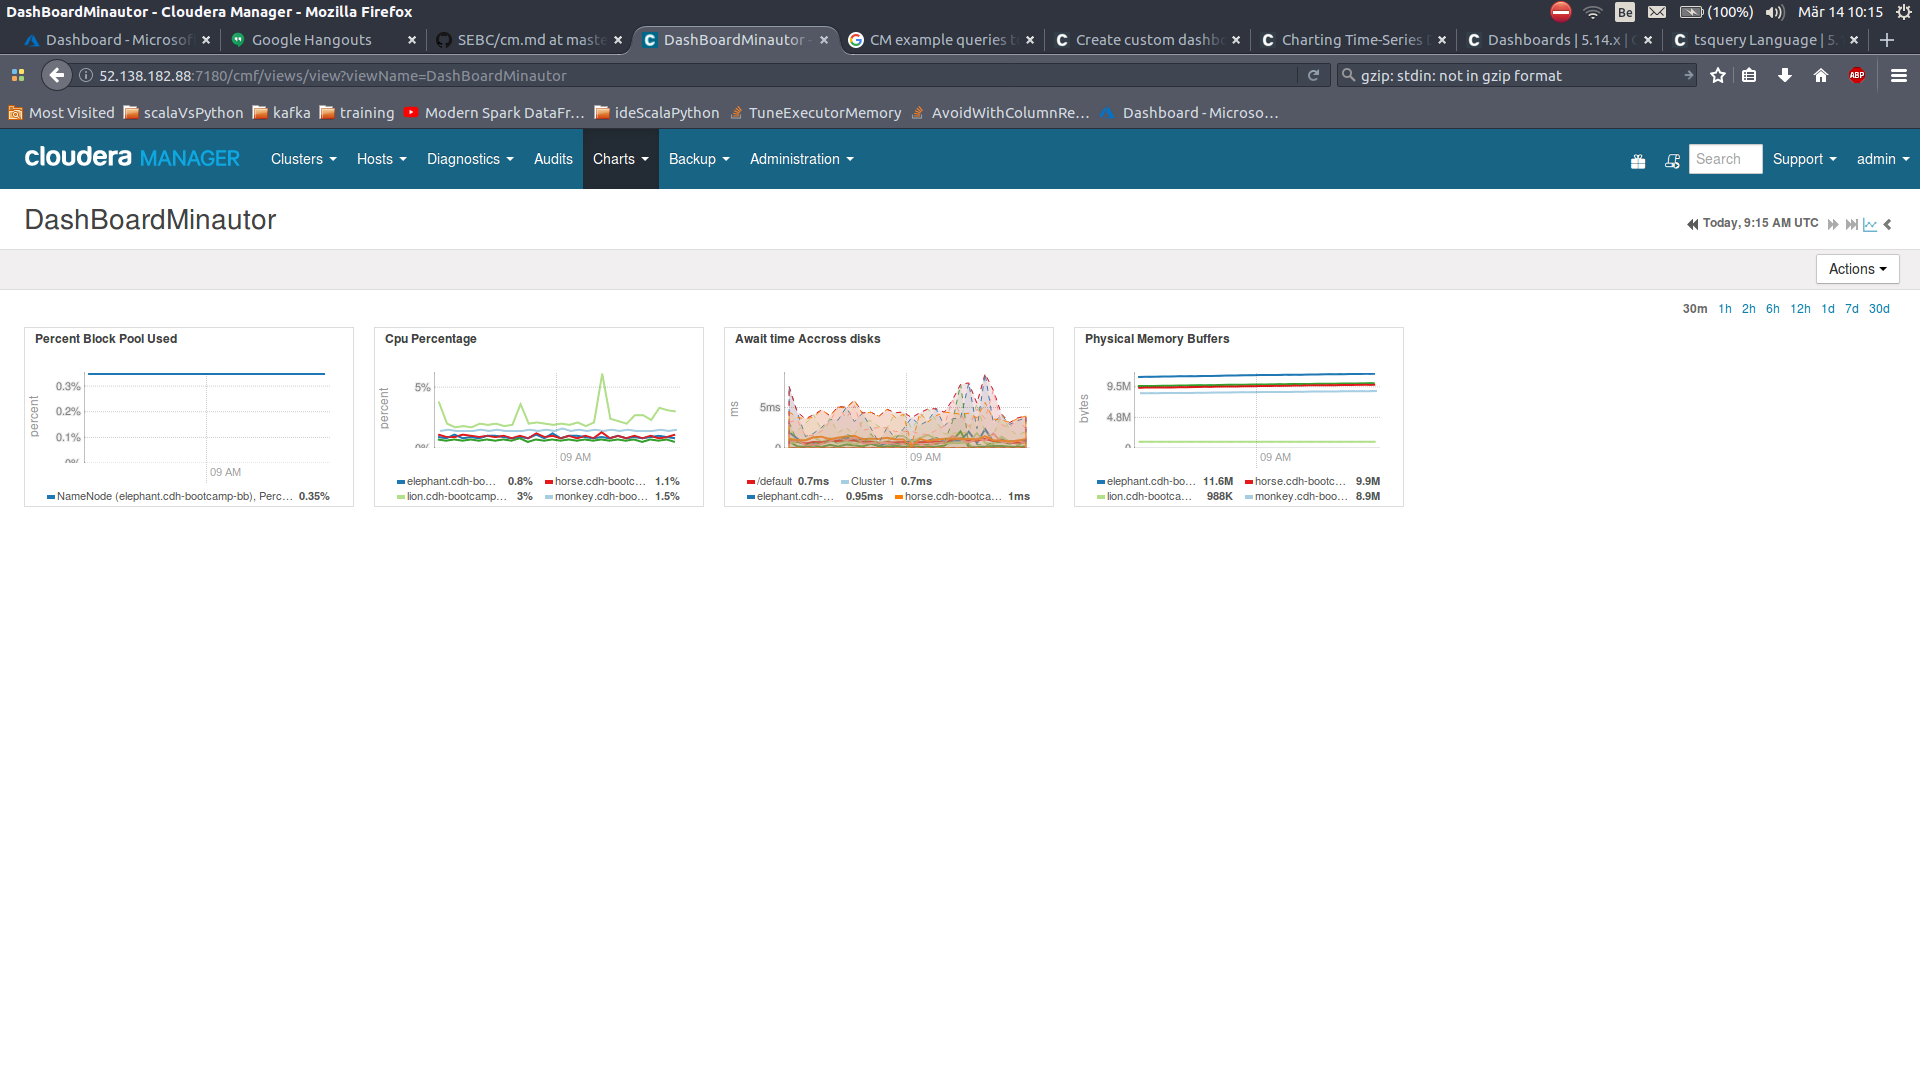 DashBoardMinautor - Cloudera Manager - Mozilla Firefox
Be (100%) Mär 14 10:15
Dashboard - Microsof Google Hangouts SEBC/cm.md at maste DashBoardMinautor - CM example queries t Create custom dashb Charting Time-Series Dashboards | 5.14.x | tsquery Language | 5.
52.138.182.88:7180/cmf/views/view?viewName=DashBoardMinautor gzip: stdin: not in gzip format ABP
Most Visited scalaVsPython kafka training Modern Spark DataFr... ideScalaPython TuneExecutorMemory AvoidWithColumnRe... Dashboard - Microso...
cloudera MANAGER Clusters Hosts Diagnostics Audits Charts Backup Administration Search Support admin
DashBoardMinautor
Today, 9:15 AM UTC
Actions
30m 1h 2h 6h 12h 1d 7d 30d
Percent Block Pool Used
percent
0.3%
0.2%
0.1%
0%
09 AM
NameNode (elephant.cdh-bootcamp-bb), Perc... 0.35%
Cpu Percentage
percent
5%
0%
09 AM
elephant.cdh-bo... 0.8% horse.cdh-bootc... 1.1%
lion.cdh-bootcamp... 3% monkey.cdh-boo... 1.5%
Await time Accross disks
ms
5ms
0
09 AM
/default 0.7ms Cluster 1 0.7ms
elephant.cdh-... 0.95ms horse.cdh-bootca... 1ms
Physical Memory Buffers
bytes
9.5M
4.8M
0
09 AM
elephant.cdh-bo... 11.6M horse.cdh-bootc... 9.9M
lion.cdh-bootca... 988K monkey.cdh-boo... 8.9M